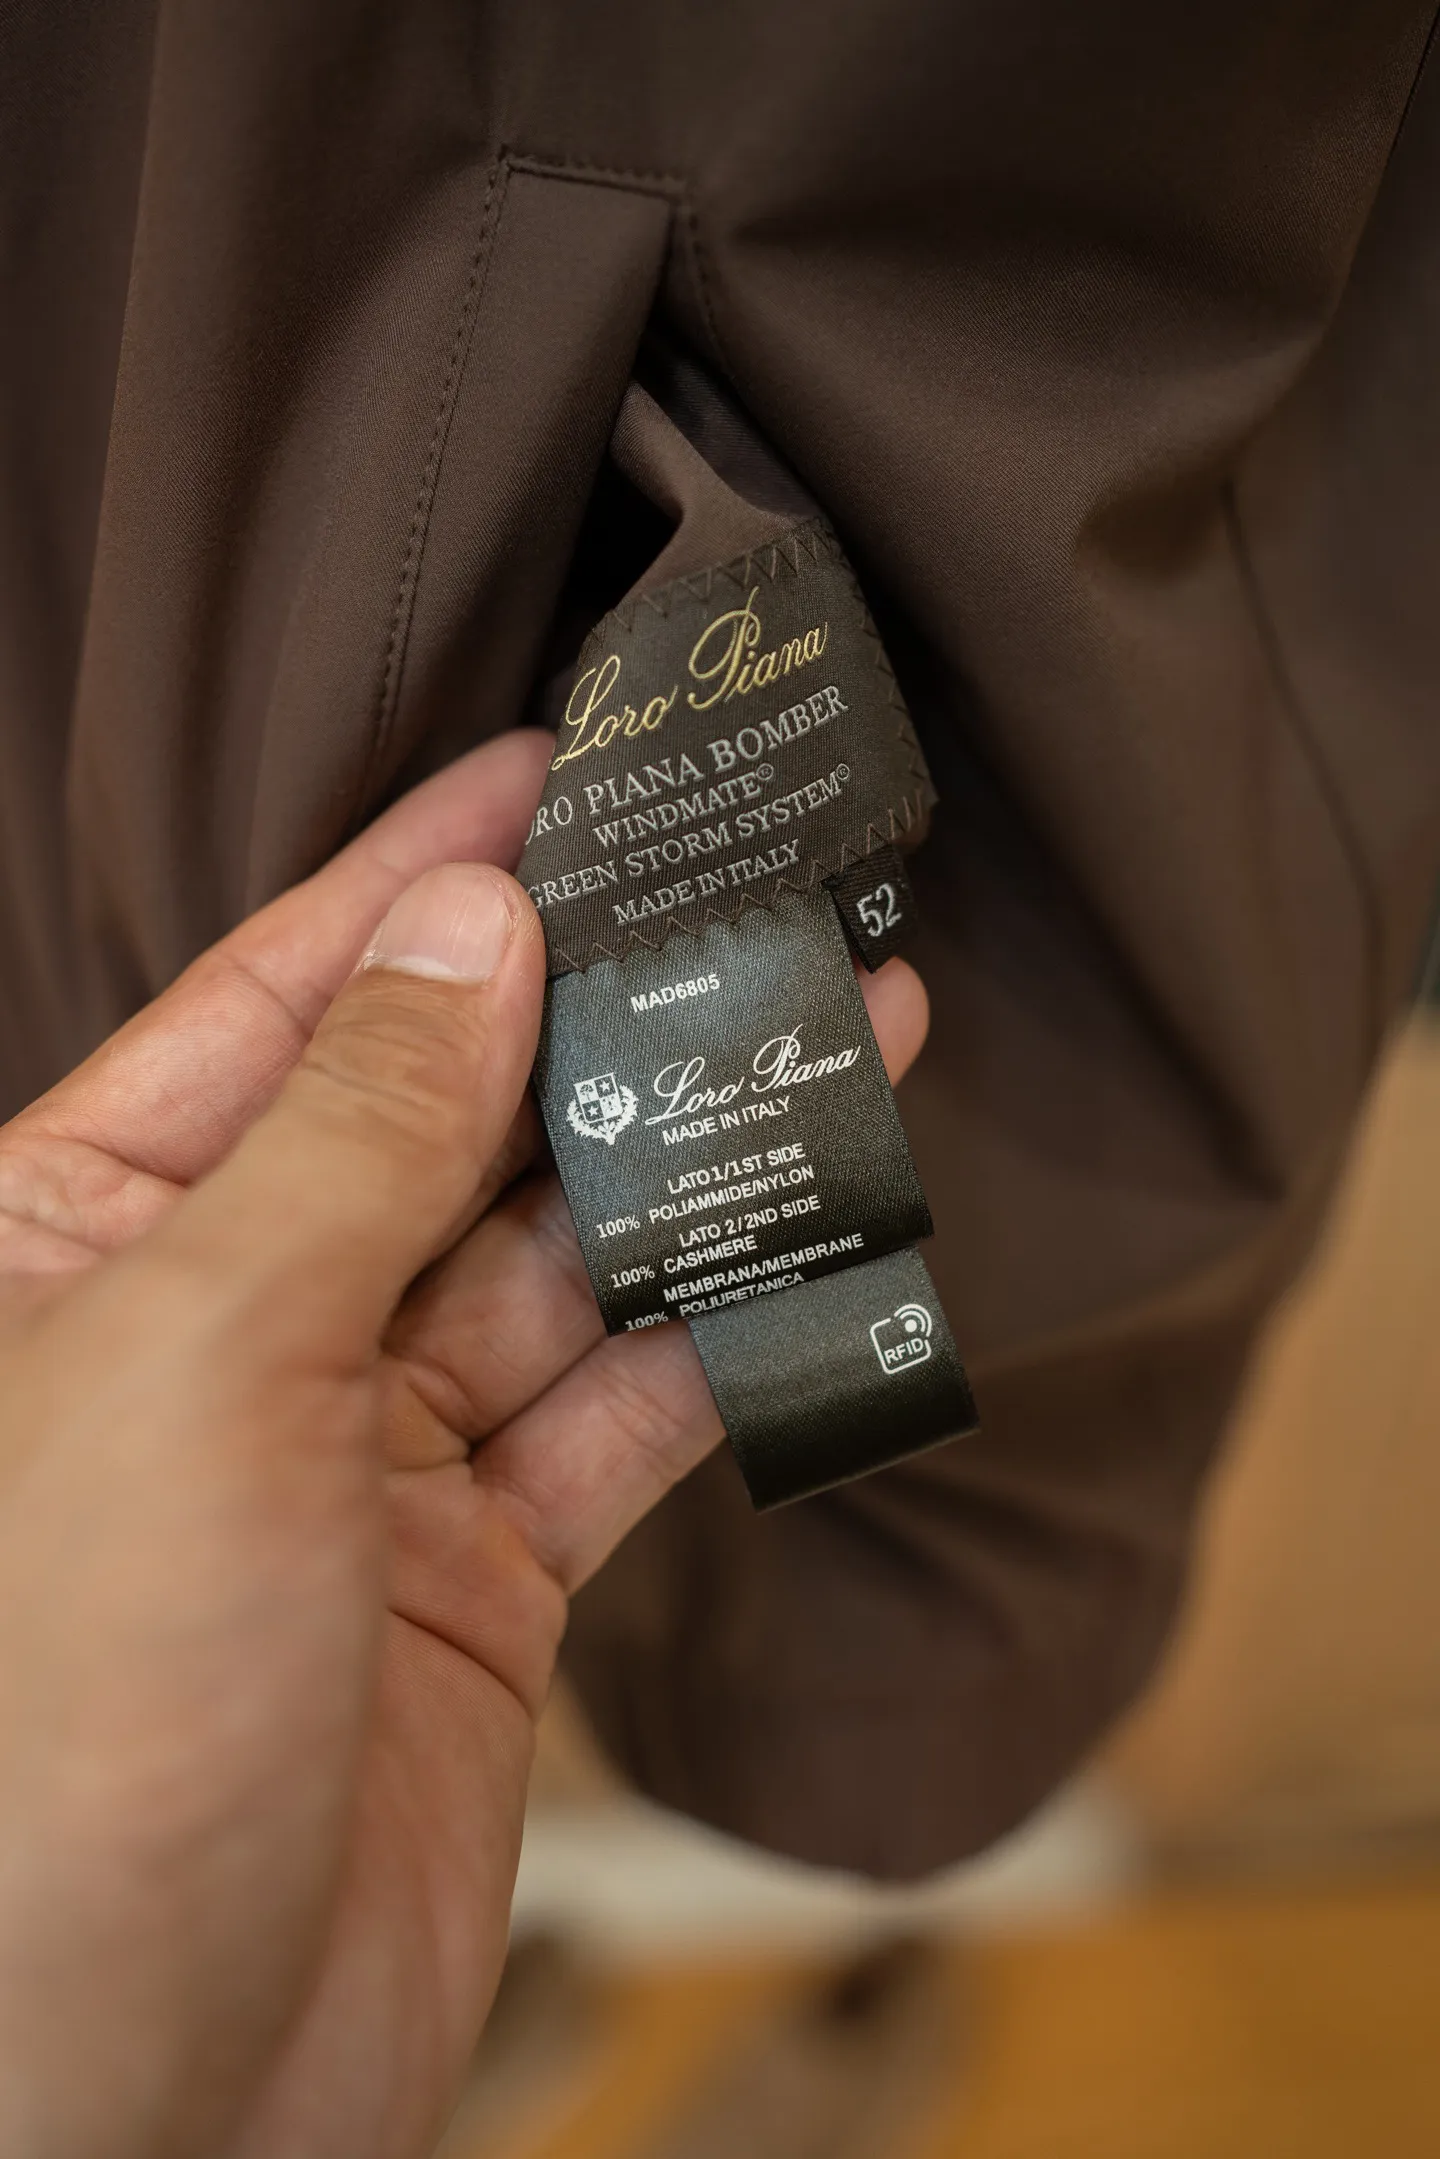 Loro Piana
ORO PIANA BOMBER
WINDMATE®
GREEN STORM SYSTEM®
MADE IN ITALY
52
MAD6805
Loro Piana
MADE IN ITALY
LATO 1/1ST SIDE
100% POLIAMMIDE/NYLON
LATO 2/2ND SIDE
100% CASHMERE
MEMBRANA/MEMBRANE
100% POLIURETANICA
RFID